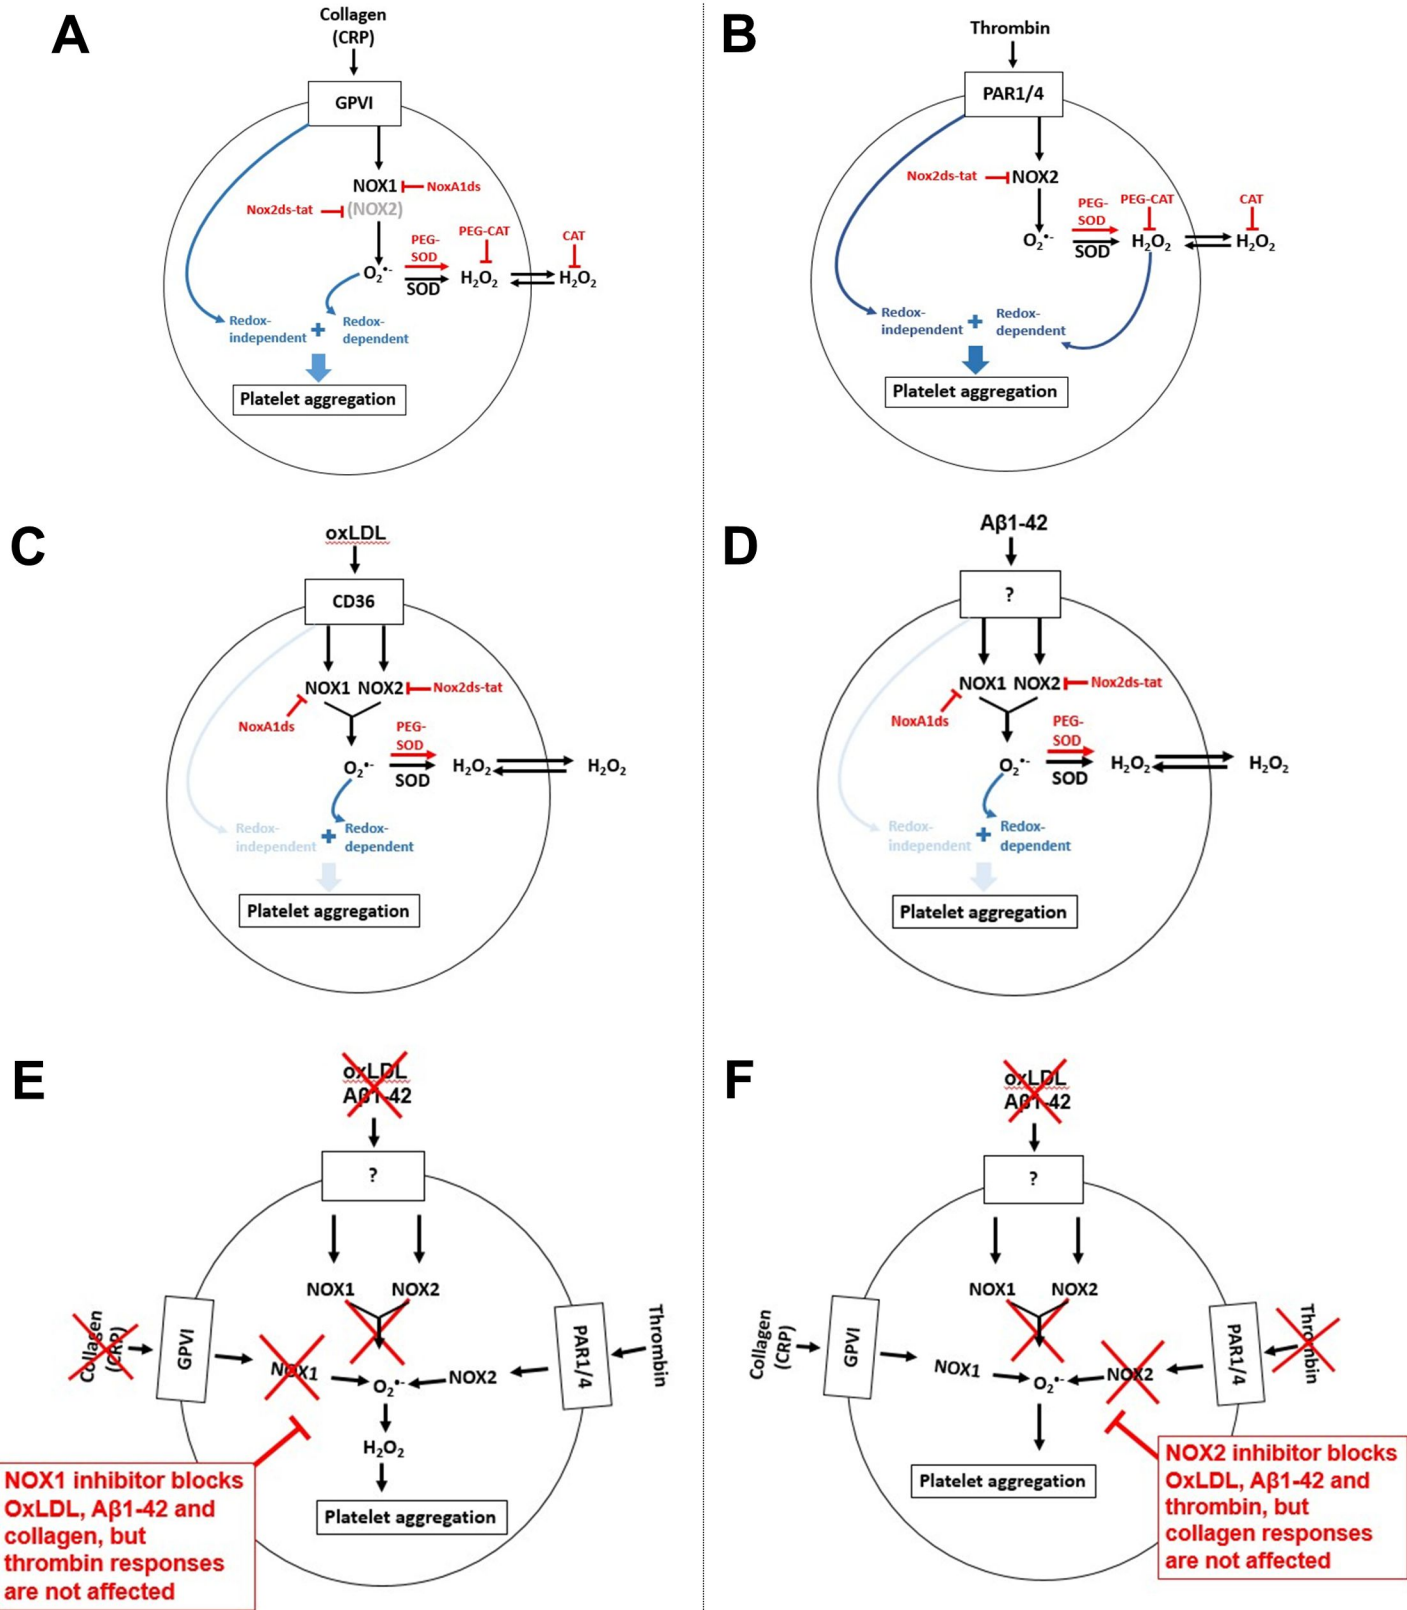 A
Collagen
(CRP)
GPVI
NOX1
NoxA1ds
Nox2ds-tat
(NOX2)
PEG-
SOD
PEG-CAT
CAT
O₂•-
SOD
H₂O₂
H₂O₂
Redox-
independent
+
Redox-
dependent
Platelet aggregation
B
Thrombin
PAR1/4
Nox2ds-tat
NOX2
PEG-
SOD
PEG-CAT
CAT
O₂•-
SOD
H₂O₂
H₂O₂
Redox-
independent
+
Redox-
dependent
Platelet aggregation
C
oxLDL
CD36
NOX1 NOX2
Nox2ds-tat
NoxA1ds
PEG-
SOD
O₂•-
SOD
H₂O₂
H₂O₂
Redox-
independent
+
Redox-
dependent
Platelet aggregation
D
Aβ1-42
?
NOX1 NOX2
Nox2ds-tat
NoxA1ds
PEG-
SOD
O₂•-
SOD
H₂O₂
H₂O₂
Redox-
independent
+
Redox-
dependent
Platelet aggregation
E
oxLDL
Aβ1-42
?
NOX1
NOX2
Collagen
(CRP)
GPVI
NOX1
O₂•-
NOX2
PAR1/4
Thrombin
H₂O₂
Platelet aggregation
NOX1 inhibitor blocks
OxLDL, Aβ1-42 and
collagen, but
thrombin responses
are not affected
F
oxLDL
Aβ1-42
?
NOX1
NOX2
Collagen
(CRP)
GPVI
NOX1
O₂•-
NOX2
PAR1/4
Thrombin
Platelet aggregation
NOX2 inhibitor blocks
OxLDL, Aβ1-42 and
thrombin, but
collagen responses
are not affected